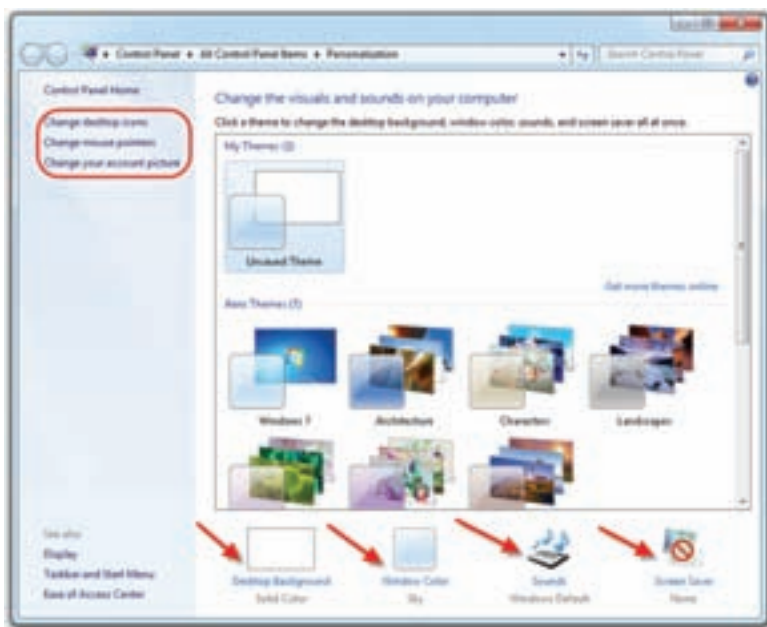 Control Panel ▸ All Control Panel Items ▸ Personalization
Search Control Panel
Control Panel Home
Change desktop icons
Change mouse pointers
Change your account picture
Change the visuals and sounds on your computer
Click a theme to change the desktop background, window color, sounds, and screen saver all at once.
My Themes
Unsaved Theme
Get more themes online
Aero Themes (7)
Windows 7
Architecture
Characters
Landscapes
See also
Display
Taskbar and Start Menu
Ease of Access Center
Desktop Background
Solid Color
Window Color
Sky
Sounds
Windows Default
Screen Saver
None